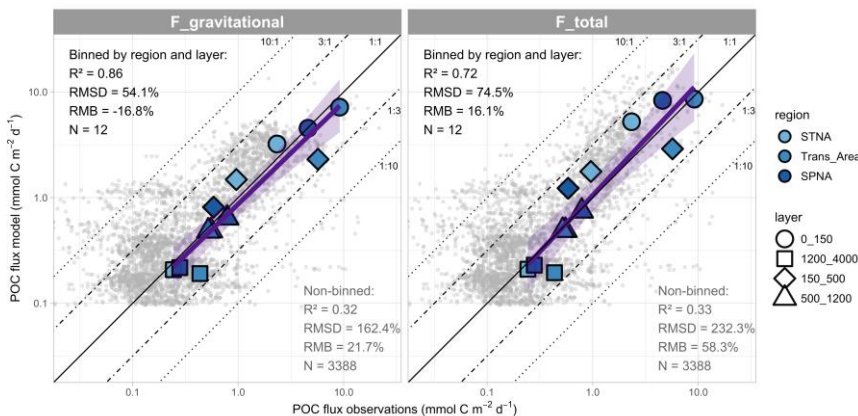 F_gravitational
F_total
10:1
3:1
1:1
1:3
1:10
Binned by region and layer:
R² = 0.86
RMSD = 54.1%
RMB = -16.8%
N = 12
Non-binned:
R² = 0.32
RMSD = 162.4%
RMB = 21.7%
N = 3388
10:1
3:1
1:1
1:3
1:10
Binned by region and layer:
R² = 0.72
RMSD = 74.5%
RMB = 16.1%
N = 12
Non-binned:
R² = 0.33
RMSD = 232.3%
RMB = 58.3%
N = 3388
POC flux model (mmol C m⁻² d⁻¹)
10.0
1.0
0.1
0.1
1.0
10.0
0.1
1.0
10.0
POC flux observations (mmol C m⁻² d⁻¹)
region
STNA
Trans_Area
SPNA
layer
0_150
1200_4000
150_500
500_1200